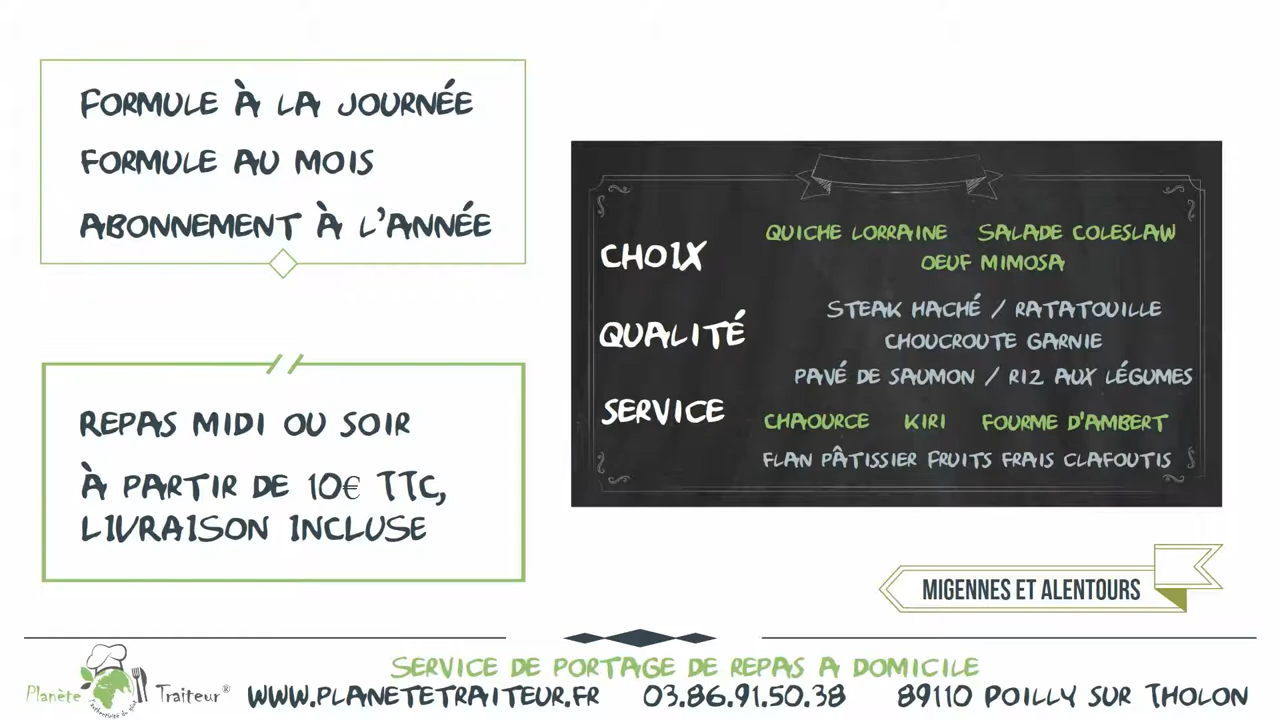 FORMULE À LA JOURNÉE
FORMULE AU MOIS
ABONNEMENT À L'ANNÉE
REPAS MIDI OU SOIR
À PARTIR DE 10€ TTC,
LIVRAISON INCLUSE
CHOIX
QUALITÉ
SERVICE
QUICHE LORRAINE SALADE COLESLAW
OEUF MIMOSA
STEAK HACHÉ / RATATOUILLE
CHOUCROUTE GARNIE
PAVÉ DE SAUMON / RIZ AUX LÉGUMES
CHAOURCE KIRI FOURME D'AMBERT
FLAN PÂTISSIER FRUITS FRAIS CLAFOUTIS
MIGENNES ET ALENTOURS
SERVICE DE PORTAGE DE REPAS A DOMICILE
Planète Traiteur®
WWW.PLANETETRAITEUR.FR 03.86.91.50.38 89110 POILLY SUR THOLON